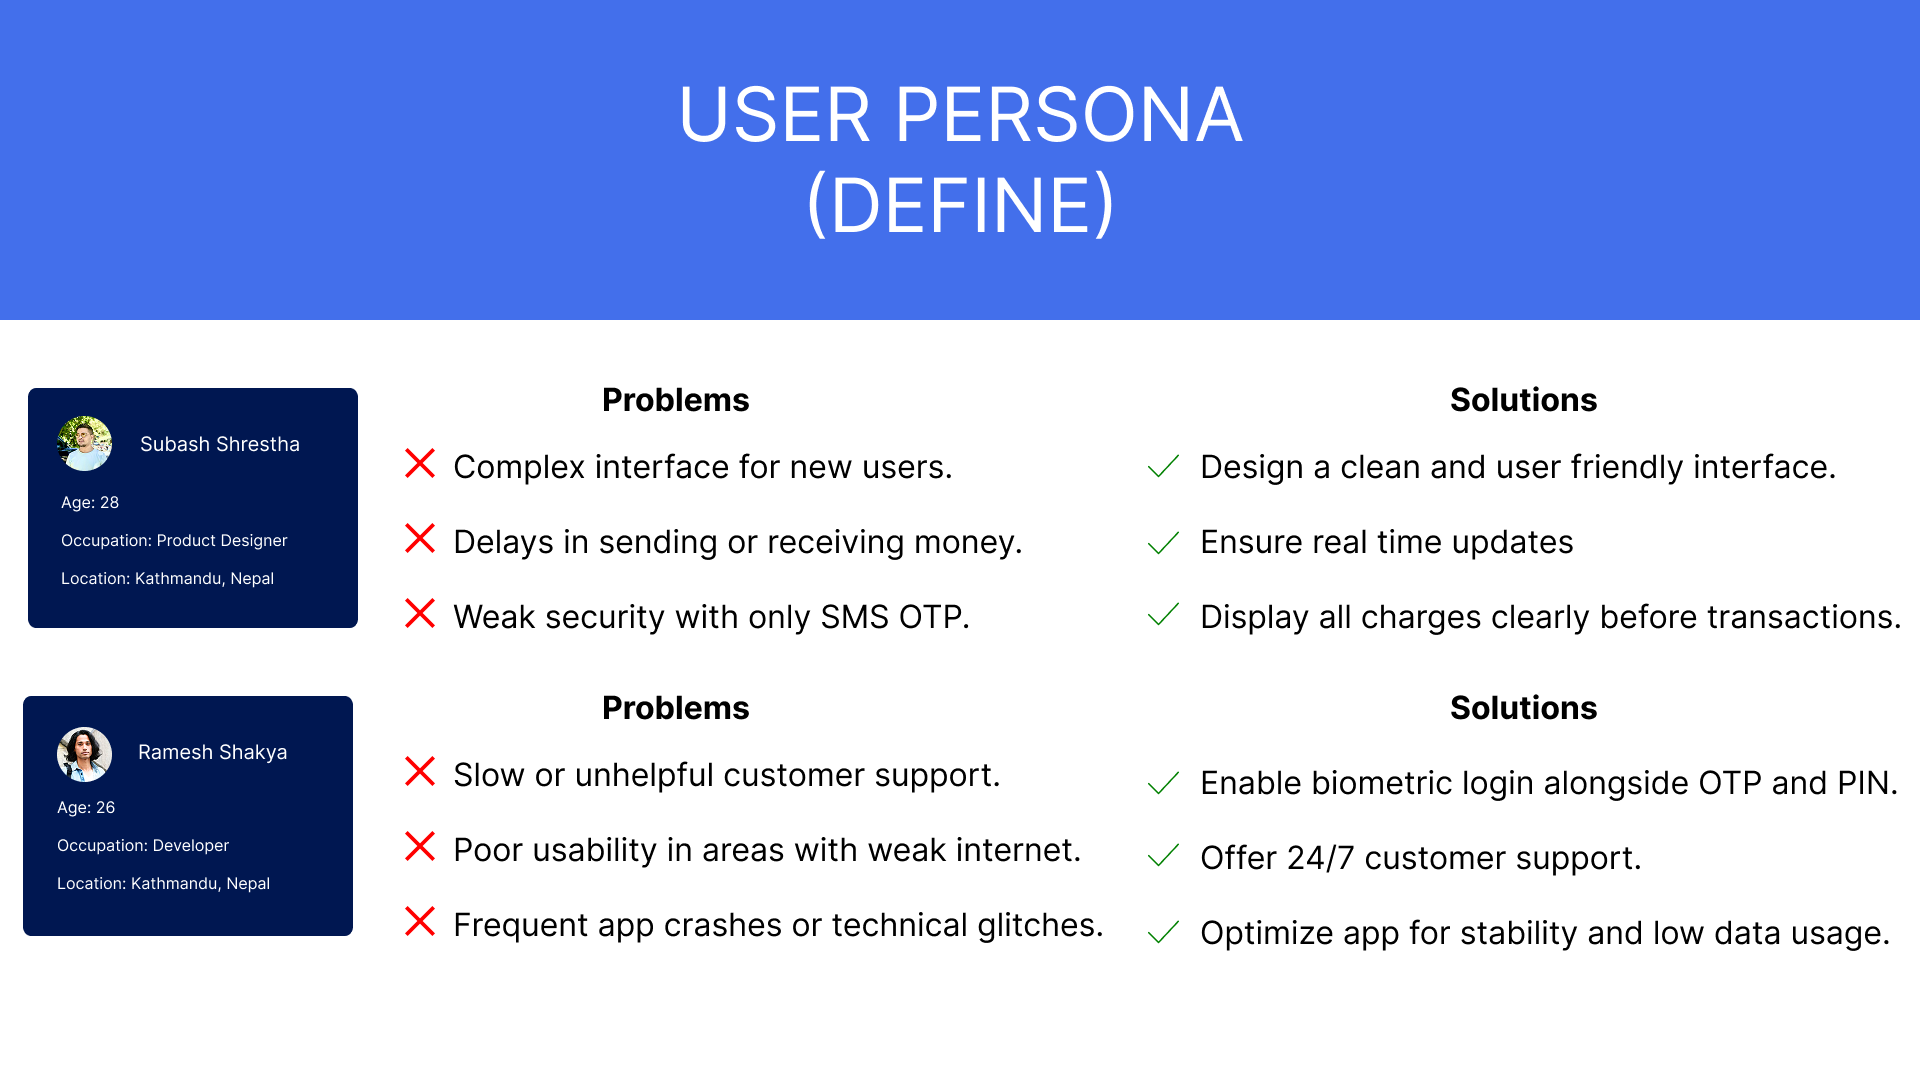 USER PERSONA
(DEFINE)
Subash Shrestha
Age: 28
Occupation: Product Designer
Location: Kathmandu, Nepal
Problems
Complex interface for new users.
Delays in sending or receiving money.
Weak security with only SMS OTP.
Solutions
Design a clean and user friendly interface.
Ensure real time updates
Display all charges clearly before transactions.
Ramesh Shakya
Age: 26
Occupation: Developer
Location: Kathmandu, Nepal
Problems
Slow or unhelpful customer support.
Poor usability in areas with weak internet.
Frequent app crashes or technical glitches.
Solutions
Enable biometric login alongside OTP and PIN.
Offer 24/7 customer support.
Optimize app for stability and low data usage.